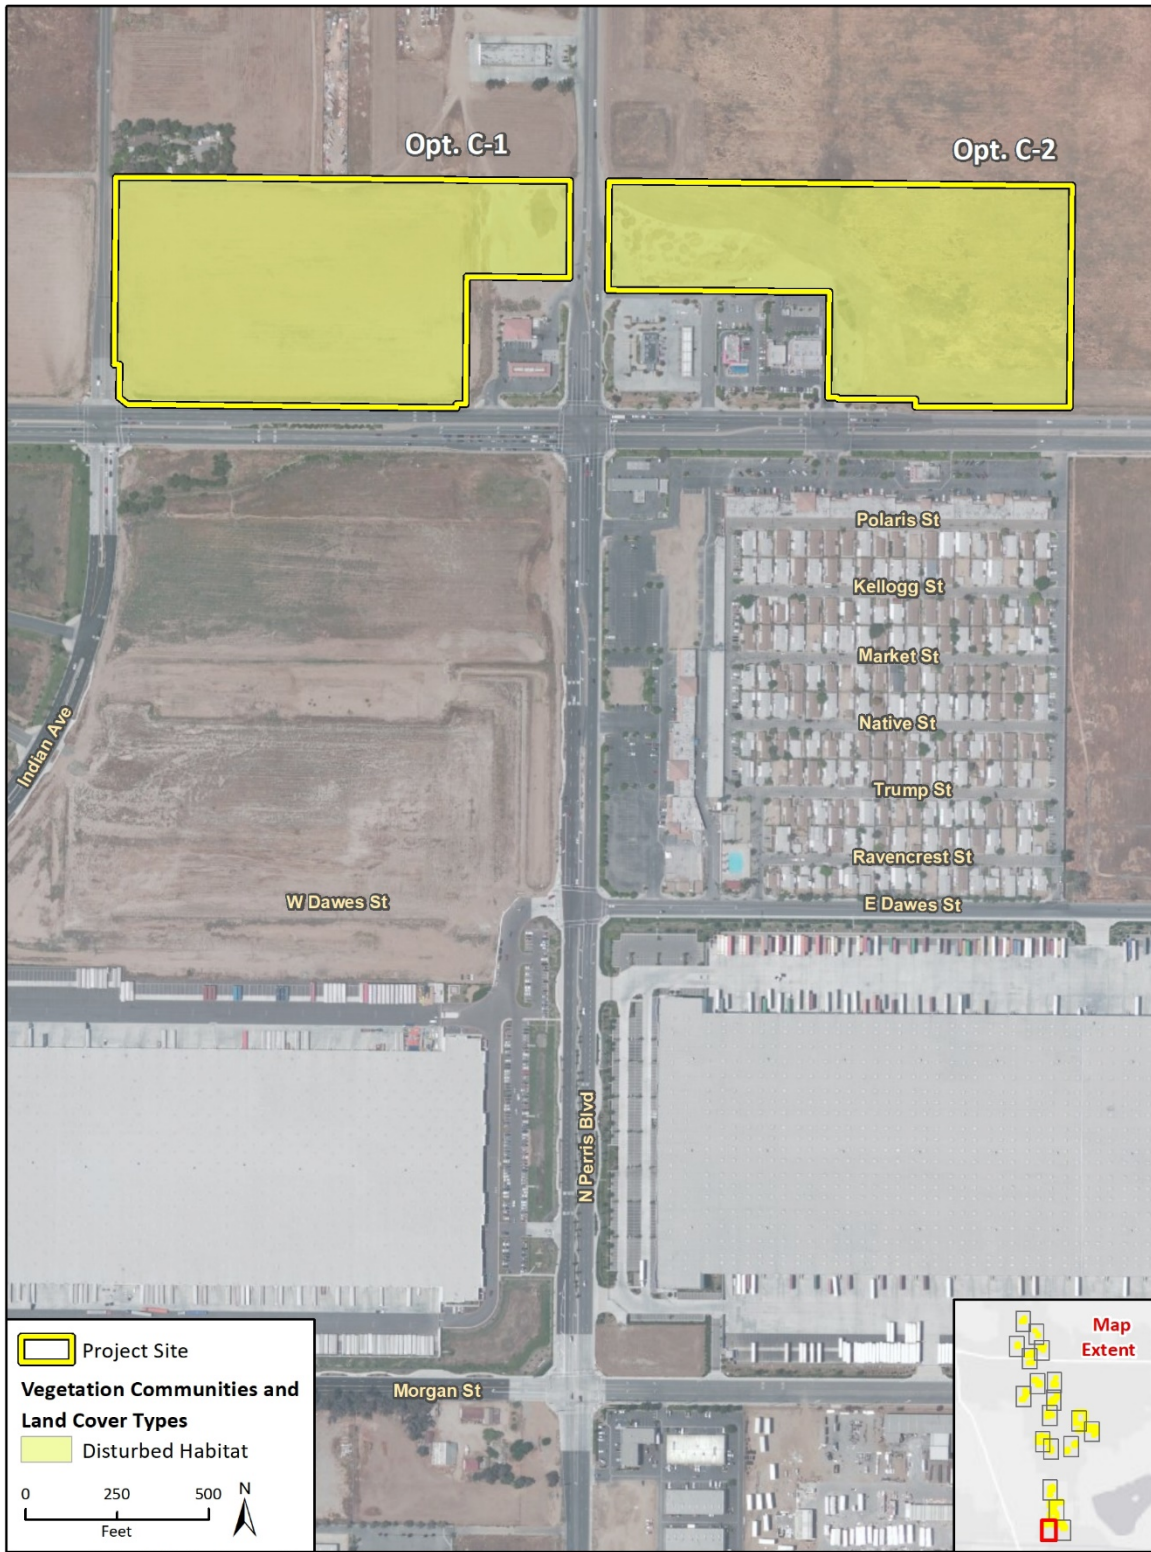 Opt. C-1
Opt. C-2
Polaris St
Kellogg St
Market St
Native St
Trump St
Ravencrest St
Indian Ave
W Dawes St
E Dawes St
N Perris Blvd
Morgan St
Project Site
Vegetation Communities and
Land Cover Types
Disturbed Habitat
0 250 500
Feet
N
Map
Extent